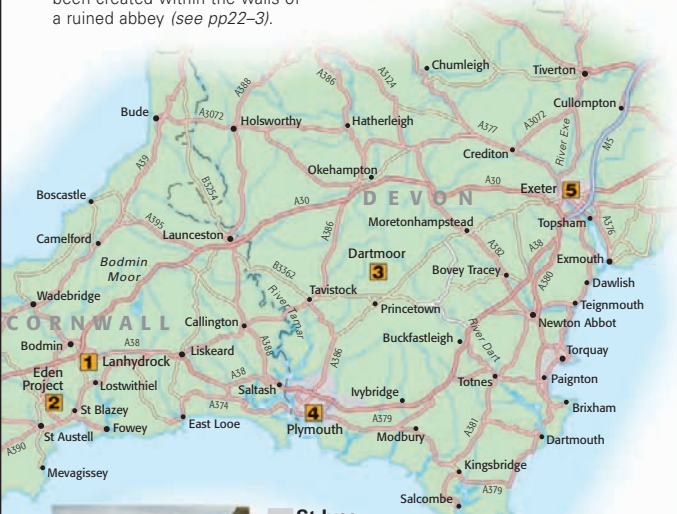 been created within the walls of
a ruined abbey (see pp22–3).
Chumleigh
Tiverton
A388
A386
A3124
Cullompton
Bude
A3072
Holsworthy
Hatherleigh
A377
A3072
River Exe
M5
Crediton
A39
B3254
Okehampton
A30
Exeter
5
Boscastle
DEVON
A30
Moretonhampstead
Topsham
A376
A395
Launceston
A386
Camelford
Dartmoor
3
A382
A38
Exmouth
Bodmin
Moor
B3362
Bovey Tracey
A380
Dawlish
Wadebridge
River Tamar
Tavistock
Princetown
Teignmouth
CORNWALL
Callington
Newton Abbot
Bodmin
A38
A388
A386
Buckfastleigh
River Dart
Torquay
1
Lanhydrock
Liskeard
Eden
Project
2
Lostwithiel
A38
Saltash
Ivybridge
Totnes
Paignton
St Blazey
A374
4
Plymouth
A379
A381
Brixham
St Austell
Fowey
East Looe
Modbury
Dartmouth
A390
Mevagissey
Kingsbridge
A379
Salcombe